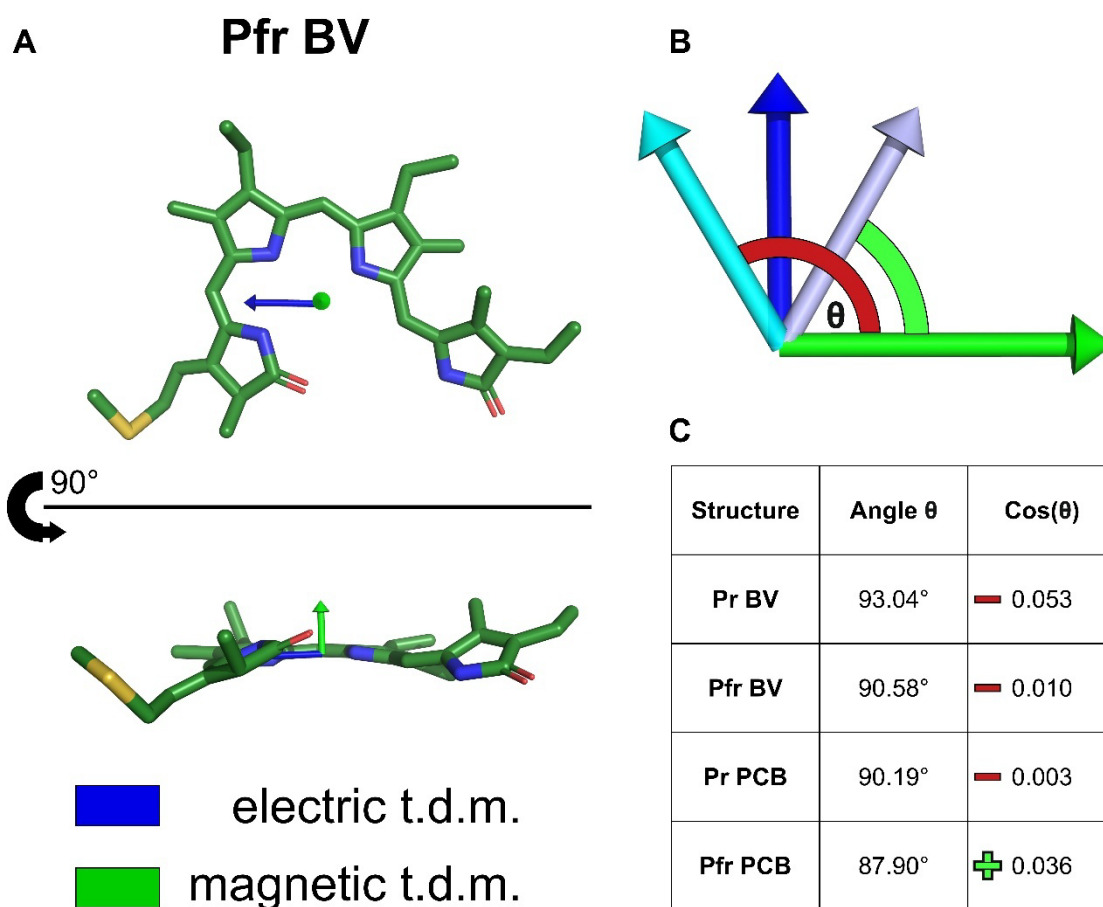 A
Pfr BV
B
θ
90°
electric t.d.m.
magnetic t.d.m.
C
Structure Angle θ Cos(θ)
Pr BV 93.04° − 0.053
Pfr BV 90.58° − 0.010
Pr PCB 90.19° − 0.003
Pfr PCB 87.90° + 0.036